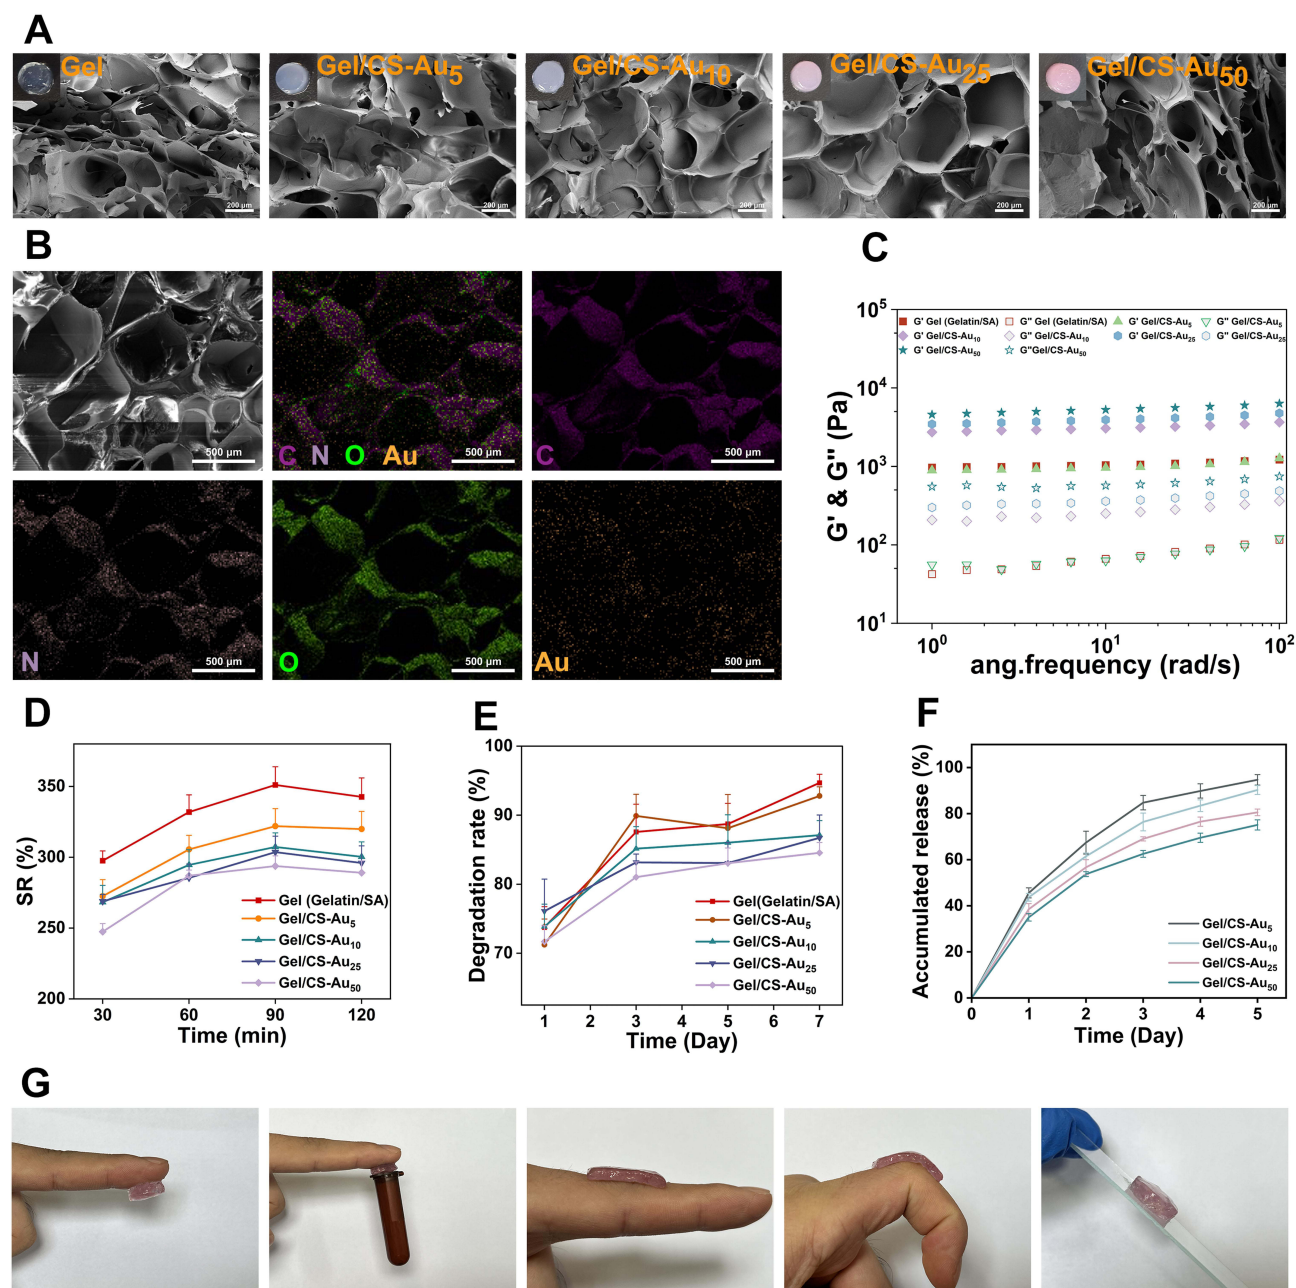 A
Gel
Gel/CS-Au5
Gel/CS-Au10
Gel/CS-Au25
Gel/CS-Au50
200 µm
200 µm
200 µm
200 µm
200 µm
B
C N O Au
500 µm
500 µm
C
500 µm
N
500 µm
O
500 µm
Au
500 µm
C
G' & G'' (Pa)
10^5
10^4
10^3
10^2
10^1
G' Gel (Gelatin/SA)
G'' Gel (Gelatin/SA)
G' Gel/CS-Au5
G'' Gel/CS-Au5
G' Gel/CS-Au10
G'' Gel/CS-Au10
G' Gel/CS-Au25
G'' Gel/CS-Au25
G' Gel/CS-Au50
G''Gel/CS-Au50
10^0
10^1
10^2
ang.frequency (rad/s)
D
SR (%)
350
300
250
200
Gel (Gelatin/SA)
Gel/CS-Au5
Gel/CS-Au10
Gel/CS-Au25
Gel/CS-Au50
30 60 90 120
Time (min)
E
Degradation rate (%)
100
90
80
70
Gel(Gelatin/SA)
Gel/CS-Au5
Gel/CS-Au10
Gel/CS-Au25
Gel/CS-Au50
1 2 3 4 5 6 7
Time (Day)
F
Accumulated release (%)
100
80
60
40
20
0
Gel/CS-Au5
Gel/CS-Au10
Gel/CS-Au25
Gel/CS-Au50
0 1 2 3 4 5
Time (Day)
G